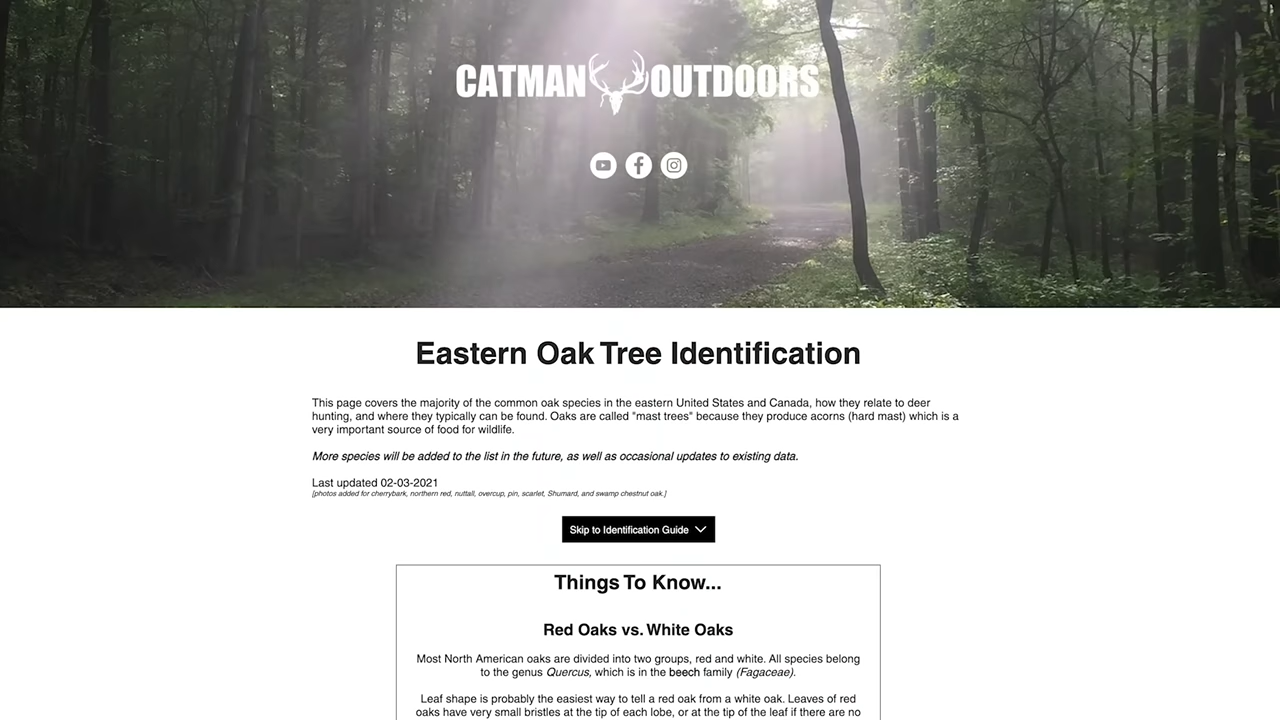 CATMAN OUTDOORS
Eastern Oak Tree Identification
This page covers the majority of the common oak species in the eastern United States and Canada, how they relate to deer
hunting, and where they typically can be found. Oaks are called "mast trees" because they produce acorns (hard mast) which is a
very important source of food for wildlife.
More species will be added to the list in the future, as well as occasional updates to existing data.
Last updated 02-03-2021
[photos added for cherrybark, northern red, nuttall, overcup, pin, scarlet, Shumard, and swamp chestnut oak.]
Skip to Identification Guide
Things To Know...
Red Oaks vs. White Oaks
Most North American oaks are divided into two groups, red and white. All species belong
to the genus Quercus, which is in the beech family (Fagaceae).
Leaf shape is probably the easiest way to tell a red oak from a white oak. Leaves of red
oaks have very small bristles at the tip of each lobe, or at the tip of the leaf if there are no